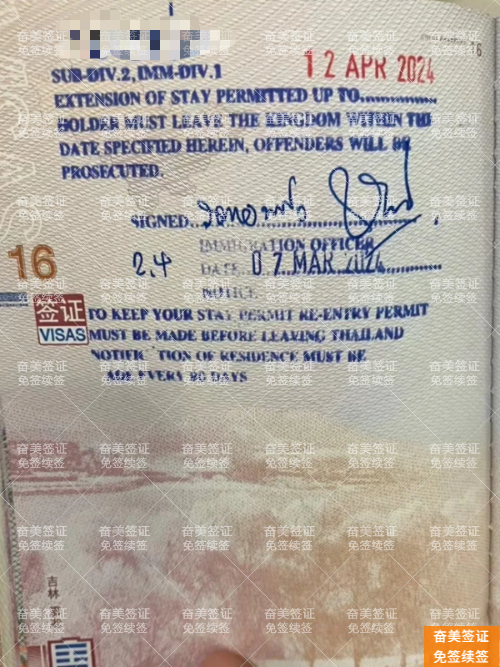 16
12 APR 2024
SUB-DIV.2, IMM-DIV.1
EXTENSION OF STAY PERMITTED UP TO
HOLDER MUST LEAVE THE KINGDOM WITHIN THE
DATE SPECIFIED HEREIN, OFFENDERS WILL BE
PROSECUTED.
SIGNED
IMMIGRATION OFFICER
DATE 07 MAR 2024
NOTICE
16
签证
VISAS
TO KEEP YOUR STAY PERMIT RE-ENTRY PERMIT
MUST BE MADE BEFORE LEAVING THAILAND
OF RESIDENCE MUST BE
EVERY 90 DAYS
吉林
奋美签证
免签续签